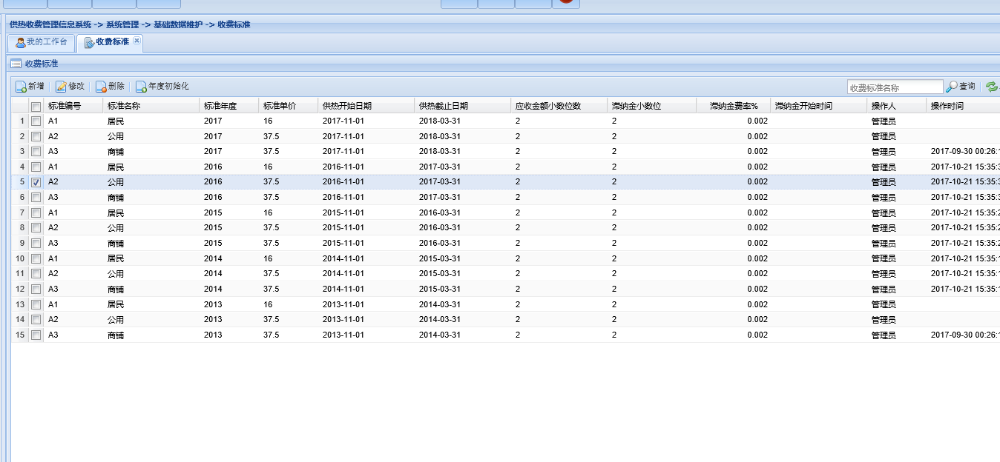 供热收费管理信息系统 -> 系统管理 -> 基础数据维护 -> 收费标准
我的工作台 收费标准
收费标准
新增 修改 删除 年度初始化 收费标准名称 查询
标准编号 标准名称 标准年度 标准单价 供热开始日期 供热截止日期 应收金额小数位数 滞纳金小数位 滞纳金费率% 滞纳金开始时间 操作人 操作时间
1 A1 居民 2017 16 2017-11-01 2018-03-31 2 2 0.002 管理员
2 A2 公用 2017 37.5 2017-11-01 2018-03-31 2 2 0.002 管理员
3 A3 商铺 2017 37.5 2017-11-01 2018-03-31 2 2 0.002 管理员 2017-09-30 00:26:1
4 A1 居民 2016 16 2016-11-01 2017-03-31 2 2 0.002 管理员 2017-10-21 15:35:3
5 A2 公用 2016 37.5 2016-11-01 2017-03-31 2 2 0.002 管理员 2017-10-21 15:35:3
6 A3 商铺 2016 37.5 2016-11-01 2017-03-31 2 2 0.002 管理员 2017-10-21 15:35:3
7 A1 居民 2015 16 2015-11-01 2016-03-31 2 2 0.002 管理员 2017-10-21 15:35:2
8 A2 公用 2015 37.5 2015-11-01 2016-03-31 2 2 0.002 管理员 2017-10-21 15:35:2
9 A3 商铺 2015 37.5 2015-11-01 2016-03-31 2 2 0.002 管理员 2017-10-21 15:35:2
10 A1 居民 2014 16 2014-11-01 2015-03-31 2 2 0.002 管理员 2017-10-21 15:35:1
11 A2 公用 2014 37.5 2014-11-01 2015-03-31 2 2 0.002 管理员 2017-10-21 15:35:1
12 A3 商铺 2014 37.5 2014-11-01 2015-03-31 2 2 0.002 管理员 2017-10-21 15:35:1
13 A1 居民 2013 16 2013-11-01 2014-03-31 2 2 0.002 管理员
14 A2 公用 2013 37.5 2013-11-01 2014-03-31 2 2 0.002 管理员
15 A3 商铺 2013 37.5 2013-11-01 2014-03-31 2 2 0.002 管理员 2017-09-30 00:26:1